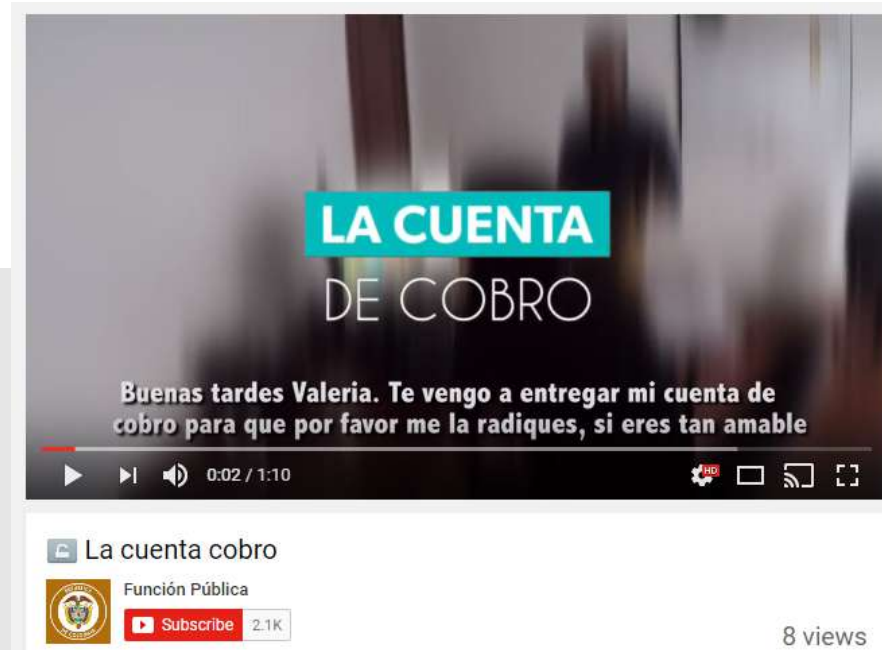 LA CUENTA
DE COBRO
Buenas tardes Valeria. Te vengo a entregar mi cuenta de
cobro para que por favor me la radiques, si eres tan amable
0:02 / 1:10
HD
La cuenta cobro
Función Pública
Subscribe 2.1K
8 views